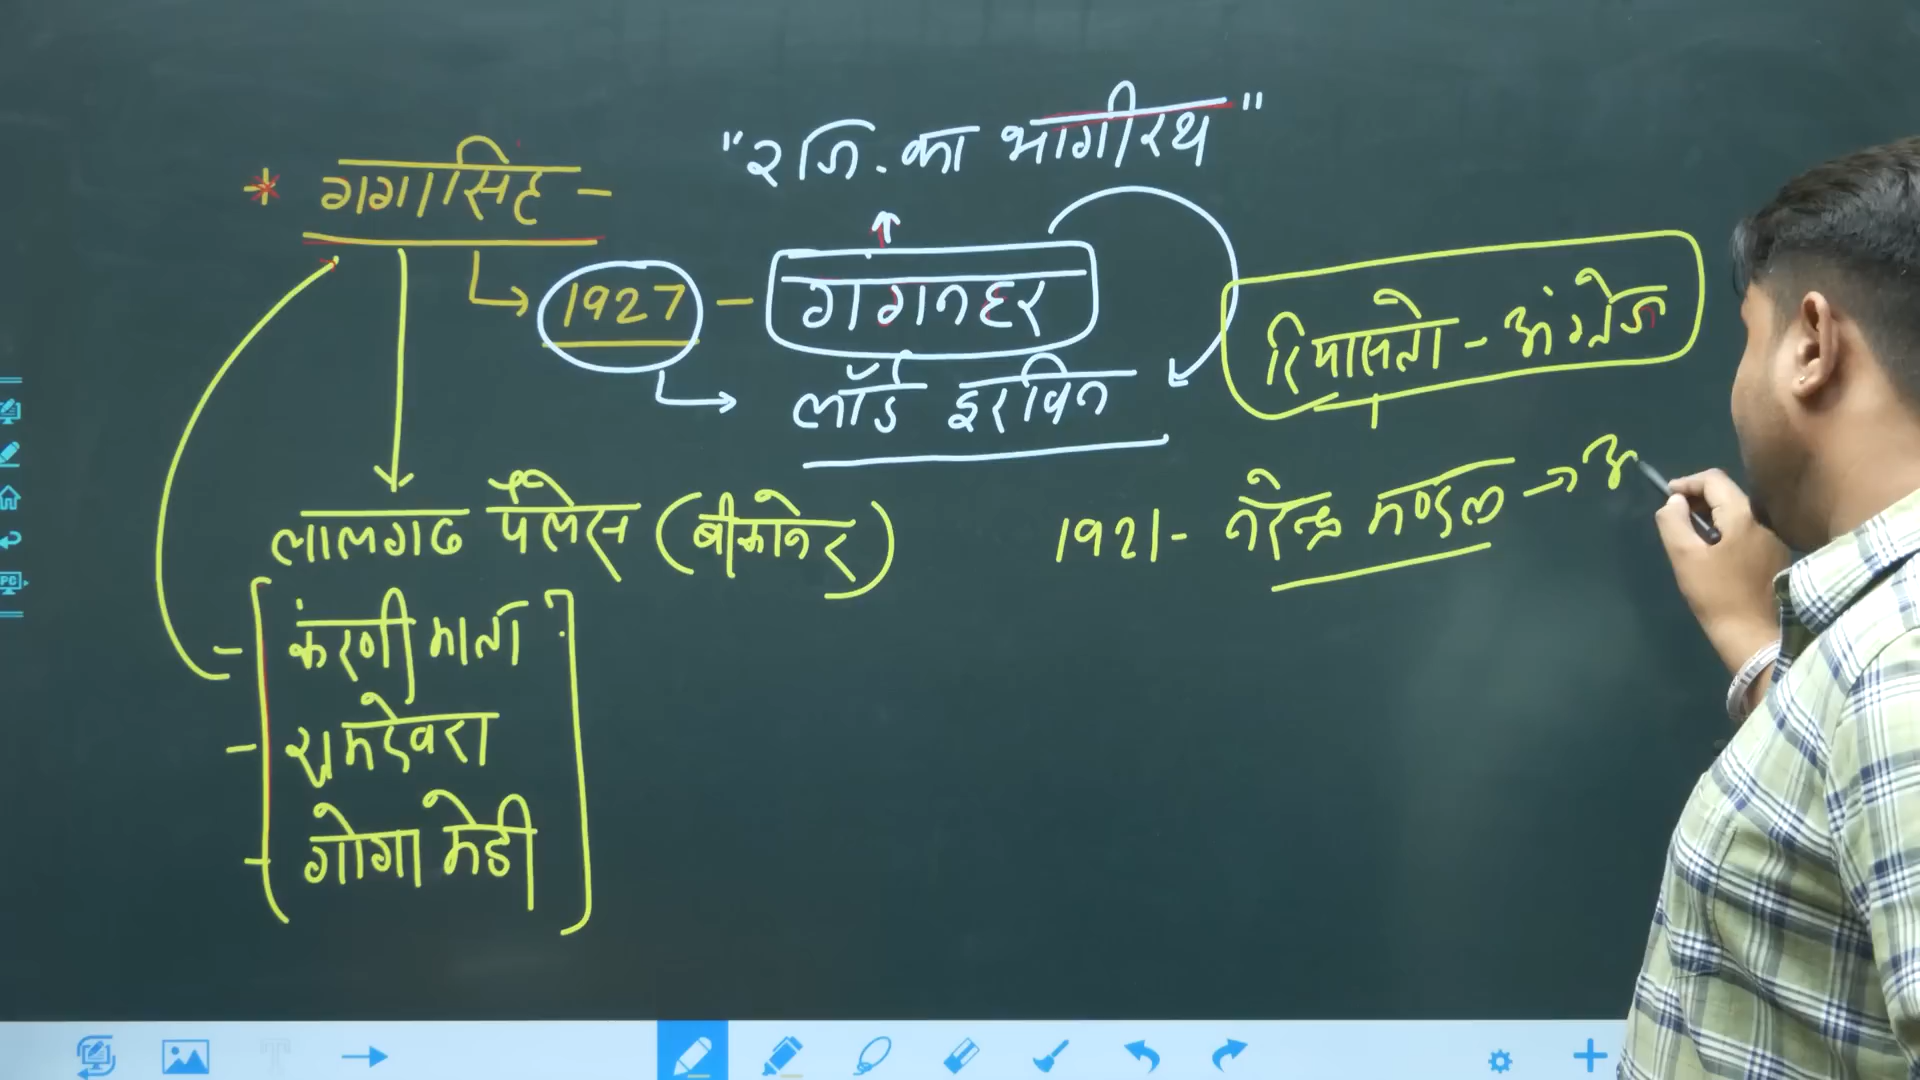 "राज. का भागीरथ"
* गंगासिंह -
1927 - गंगनहर
लॉर्ड इरविन
रियासतो - अंग्रेज
1921 - नरेन्द्र मण्डल → अ
लालगढ पैलेस (बीकानेर)
- करणी माता
- रामदेवरा
- गोगामेडी